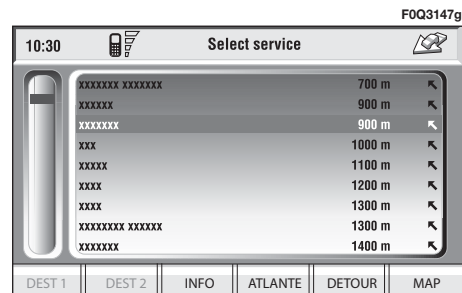 F0Q3147g
10:30 Select service
xxxxxxx xxxxxxx 700 m
xxxxxx 900 m
xxxxxxx 900 m
xxx 1000 m
xxxxx 1100 m
xxxx 1200 m
xxxx 1300 m
xxxxxxxx xxxxxx 1300 m
xxxxxxx 1400 m
DEST 1 DEST 2 INFO ATLANTE DETOUR MAP